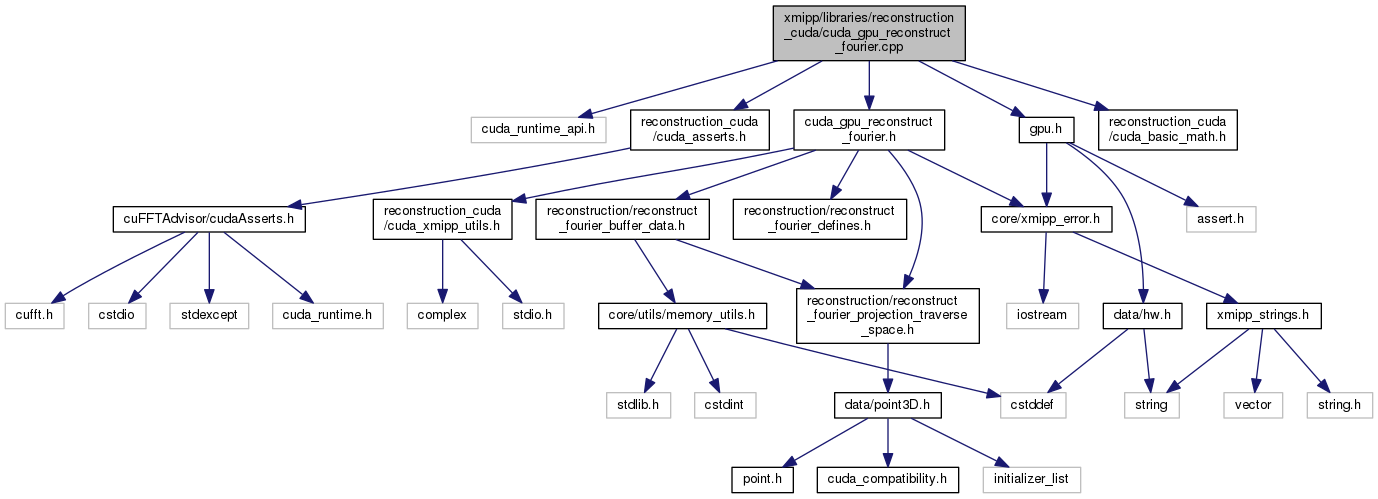 xmipp/libraries/reconstruction
_cuda/cuda_gpu_reconstruct
_fourier.cpp
cuda_runtime_api.h
reconstruction_cuda
/cuda_asserts.h
cuda_gpu_reconstruct
_fourier.h
gpu.h
reconstruction_cuda
/cuda_basic_math.h
cuFFTAdvisor/cudaAsserts.h
reconstruction_cuda
/cuda_xmipp_utils.h
reconstruction/reconstruct
_fourier_buffer_data.h
reconstruction/reconstruct
_fourier_defines.h
core/xmipp_error.h
assert.h
cufft.h
cstdio
stdexcept
cuda_runtime.h
complex
stdio.h
core/utils/memory_utils.h
reconstruction/reconstruct
_fourier_projection_traverse
_space.h
iostream
data/hw.h
xmipp_strings.h
stdlib.h
cstdint
data/point3D.h
cstddef
string
vector
string.h
point.h
cuda_compatibility.h
initializer_list